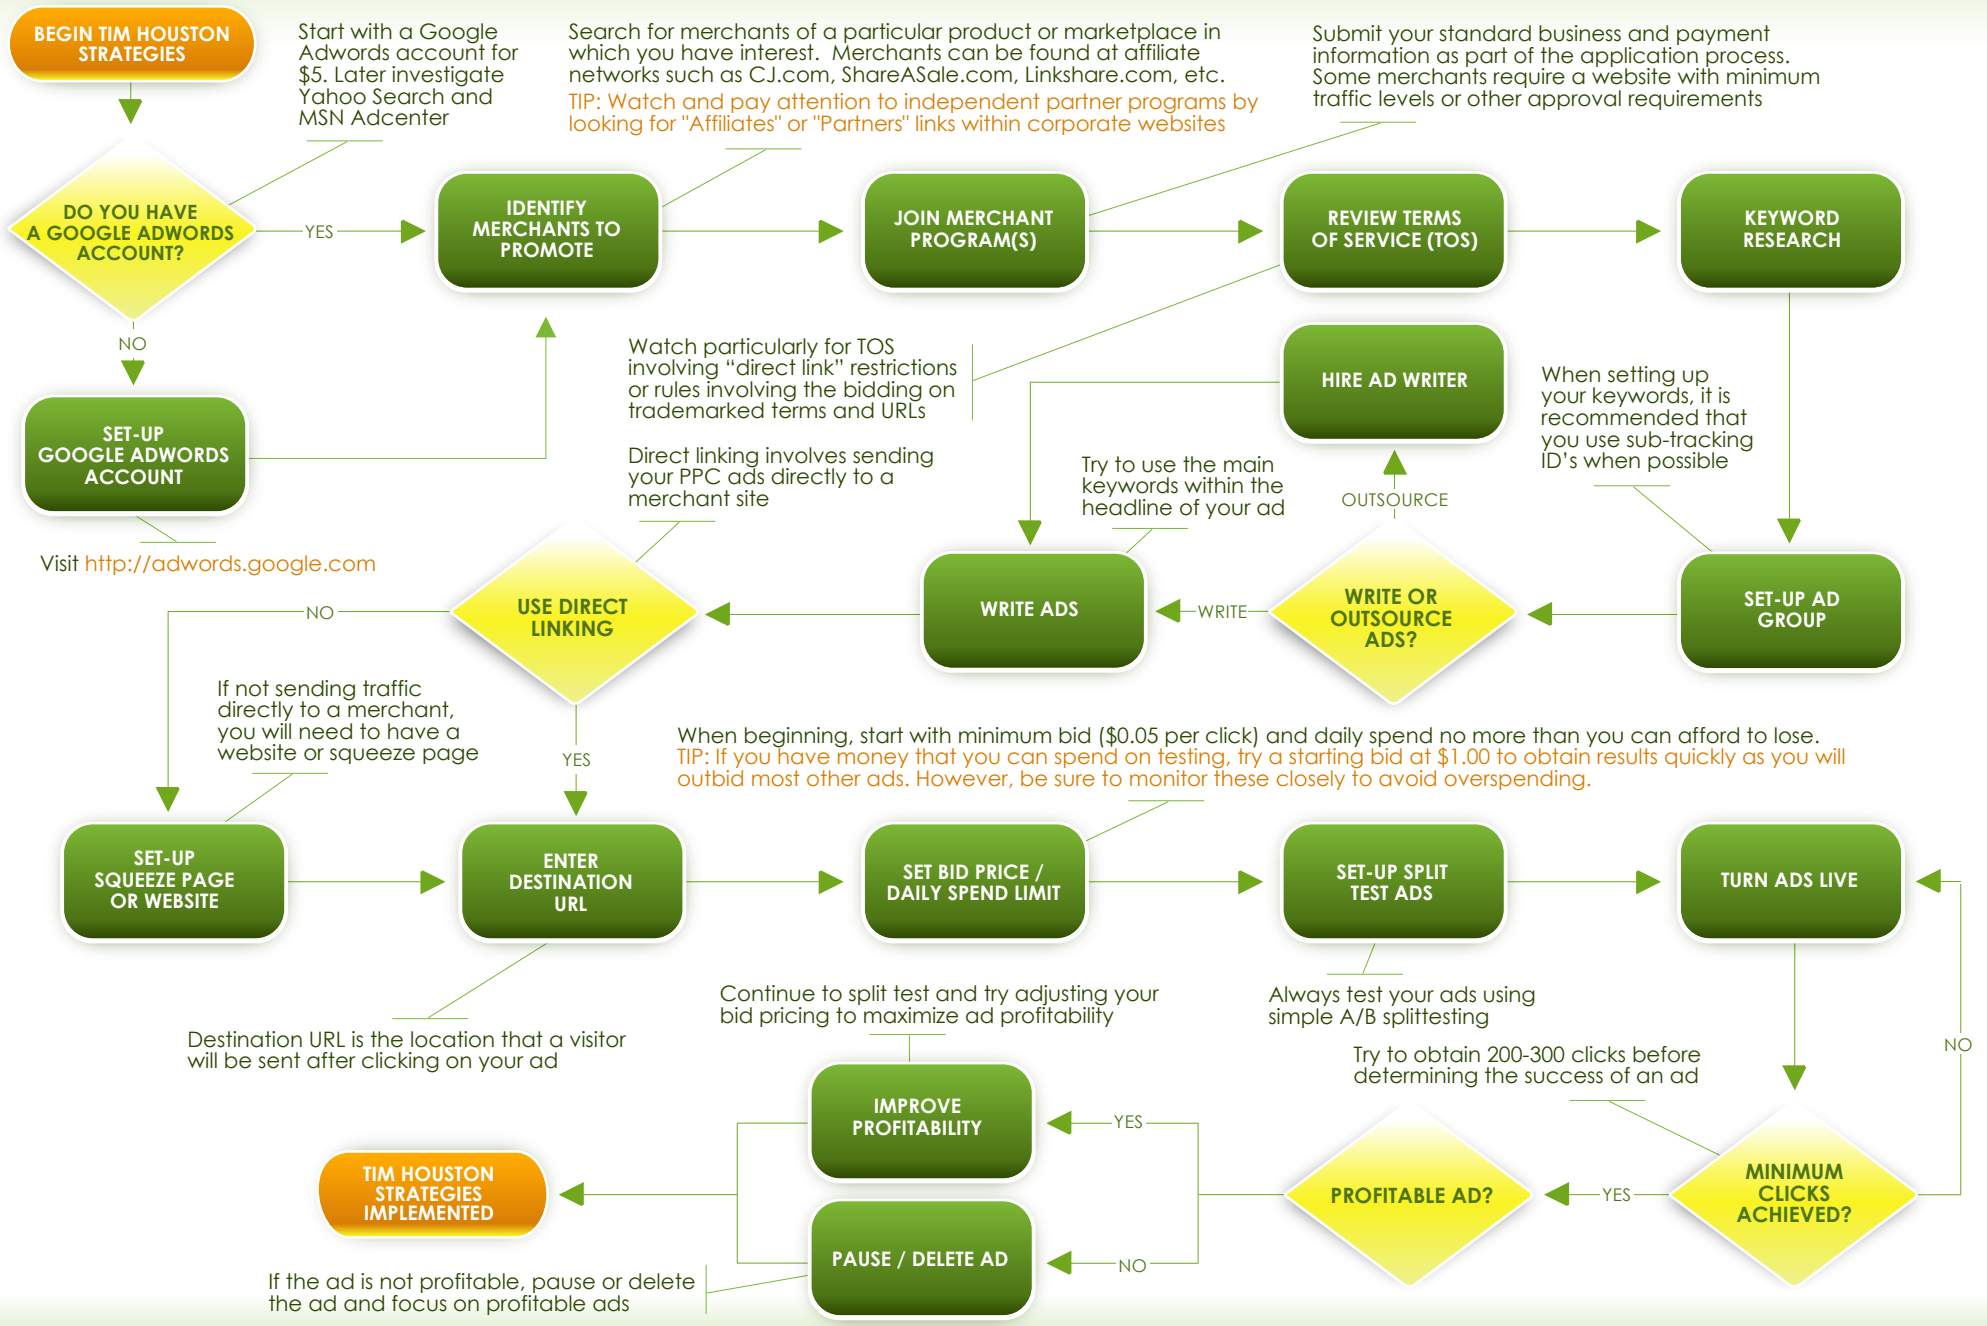 BEGIN TIM HOUSTON
STRATEGIES
Start with a Google
Adwords account for
$5. Later investigate
Yahoo Search and
MSN Adcenter
Search for merchants of a particular product or marketplace in
which you have interest.  Merchants can be found at affiliate
networks such as CJ.com, ShareASale.com, Linkshare.com, etc.
TIP: Watch and pay attention to independent partner programs by
looking for "Affiliates" or "Partners" links within corporate websites
Submit your standard business and payment
information as part of the application process.
Some merchants require a website with minimum
traffic levels or other approval requirements
DO YOU HAVE
A GOOGLE ADWORDS
ACCOUNT?
YES
IDENTIFY
MERCHANTS TO
PROMOTE
JOIN MERCHANT
PROGRAM(S)
REVIEW TERMS
OF SERVICE (TOS)
KEYWORD
RESEARCH
NO
SET-UP
GOOGLE ADWORDS
ACCOUNT
Visit http://adwords.google.com
Watch particularly for TOS
involving “direct link” restrictions
or rules involving the bidding on
trademarked terms and URLs
Direct linking involves sending
your PPC ads directly to a
merchant site
HIRE AD WRITER
When setting up
your keywords, it is
recommended that
you use sub-tracking
ID’s when possible
Try to use the main
keywords within the
headline of your ad
OUTSOURCE
NO
USE DIRECT
LINKING
WRITE ADS
WRITE
WRITE OR
OUTSOURCE
ADS?
SET-UP AD
GROUP
If not sending traffic
directly to a merchant,
you will need to have a
website or squeeze page
YES
When beginning, start with minimum bid ($0.05 per click) and daily spend no more than you can afford to lose.
TIP: If you have money that you can spend on testing, try a starting bid at $1.00 to obtain results quickly as you will
outbid most other ads. However, be sure to monitor these closely to avoid overspending.
SET-UP
SQUEEZE PAGE
OR WEBSITE
ENTER
DESTINATION
URL
SET BID PRICE /
DAILY SPEND LIMIT
SET-UP SPLIT
TEST ADS
TURN ADS LIVE
Destination URL is the location that a visitor
will be sent after clicking on your ad
Continue to split test and try adjusting your
bid pricing to maximize ad profitability
Always test your ads using
simple A/B splittesting
Try to obtain 200-300 clicks before
determining the success of an ad
NO
IMPROVE
PROFITABILITY
YES
TIM HOUSTON
STRATEGIES
IMPLEMENTED
PROFITABLE AD?
YES
MINIMUM
CLICKS
ACHIEVED?
PAUSE / DELETE AD
NO
If the ad is not profitable, pause or delete
the ad and focus on profitable ads